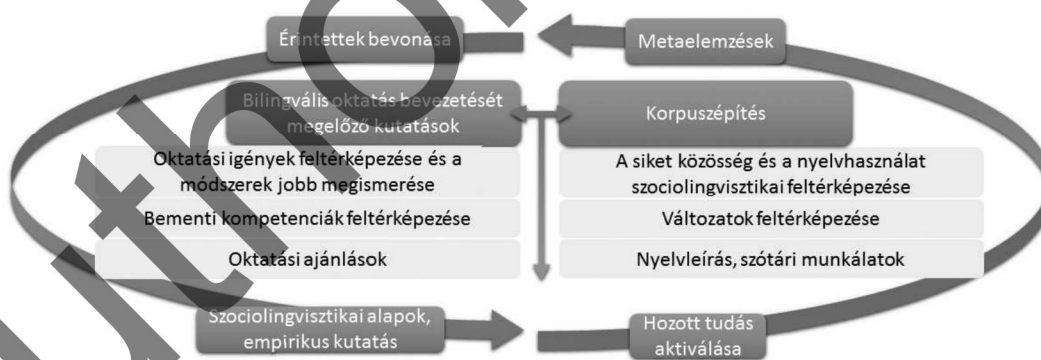 Érintettek bevonása
Metaelemzések
Bilingvális oktatás bevezetését
megelőző kutatások
Korpuszépítés
Oktatási igények feltérképezése és a
módszerek jobb megismerése
A siket közösség és a nyelvhasználat
szociolingvisztikai feltérképezése
Bementi kompetenciák feltérképezése
Változatok feltérképezése
Oktatási ajánlások
Nyelvleírás, szótári munkálatok
Szociolingvisztikai alapok,
empirikus kutatás
Hozott tudás
aktiválása